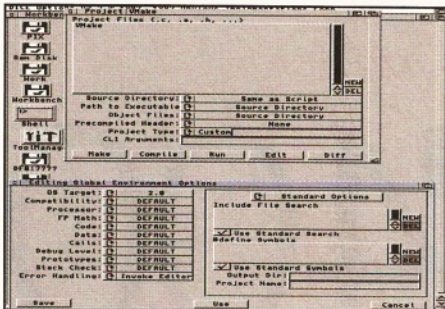 Workben
Project VMake
Project Files (.c, .a, .h, ...)
VMake
NEW
DEL
PIX
Ram Disk
Work
Workbench
Shell
ToolManag
DF0:????
Source Directory: Same as Script
Path to Executable Source Directory
Object Files: Source Directory
Precompiled Header: None
Project Type: Custom
CLI Arguments:
Make Compile Run Edit Diff
Editing Global Environment Options
OS Target: 2.0
Compatibility: DEFAULT
Processor: DEFAULT
FP Math: DEFAULT
Code: DEFAULT
Data: DEFAULT
Calls: DEFAULT
Debug Level: DEFAULT
Prototypes: DEFAULT
Stack Check: DEFAULT
Error Handling: Invoke Editor
Standard Options
Include File Search
NEW
DEL
Use Standard Search
#define Symbols
NEW
DEL
Use Standard Symbols
Output Dir:
Project Name:
Save Use Cancel